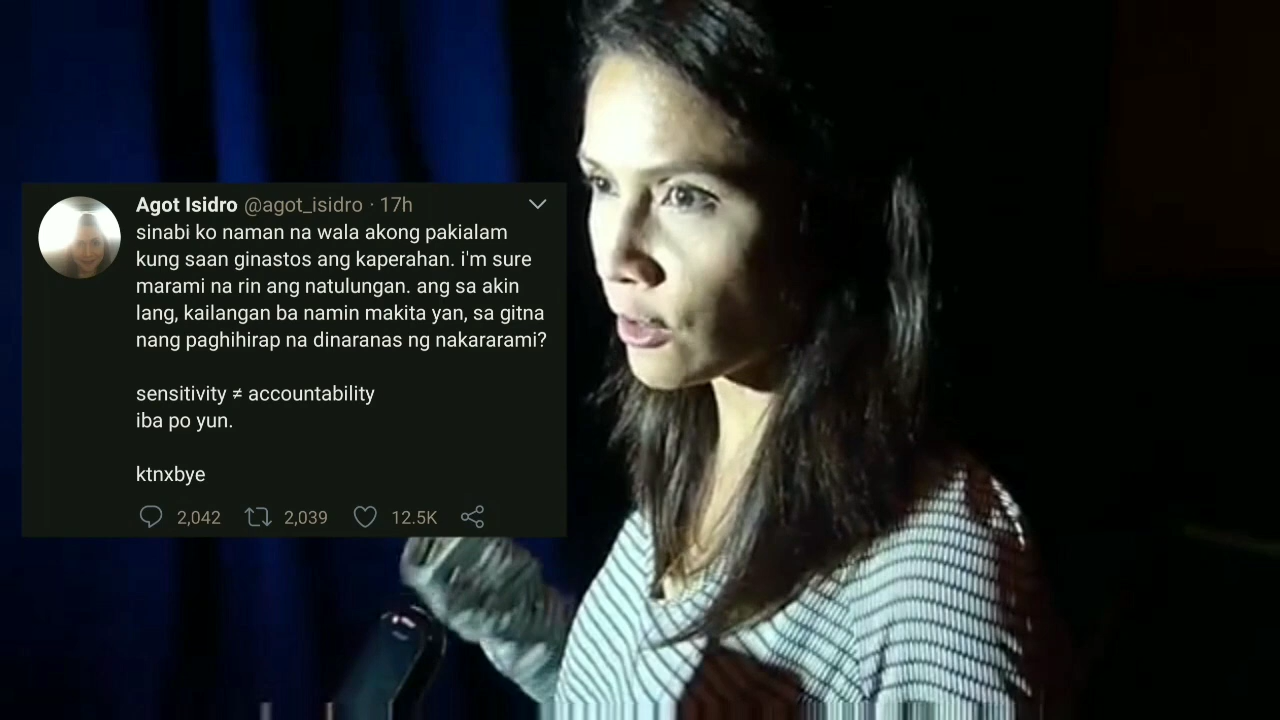 Agot Isidro @agot_isidro · 17h
sinabi ko naman na wala akong pakialam
kung saan ginastos ang kaperahan. i'm sure
marami na rin ang natulungan. ang sa akin
lang, kailangan ba namin makita yan, sa gitna
nang paghihirap na dinaranas ng nakararami?
sensitivity ≠ accountability
iba po yun.
ktnxbye
2,042 2,039 12.5K